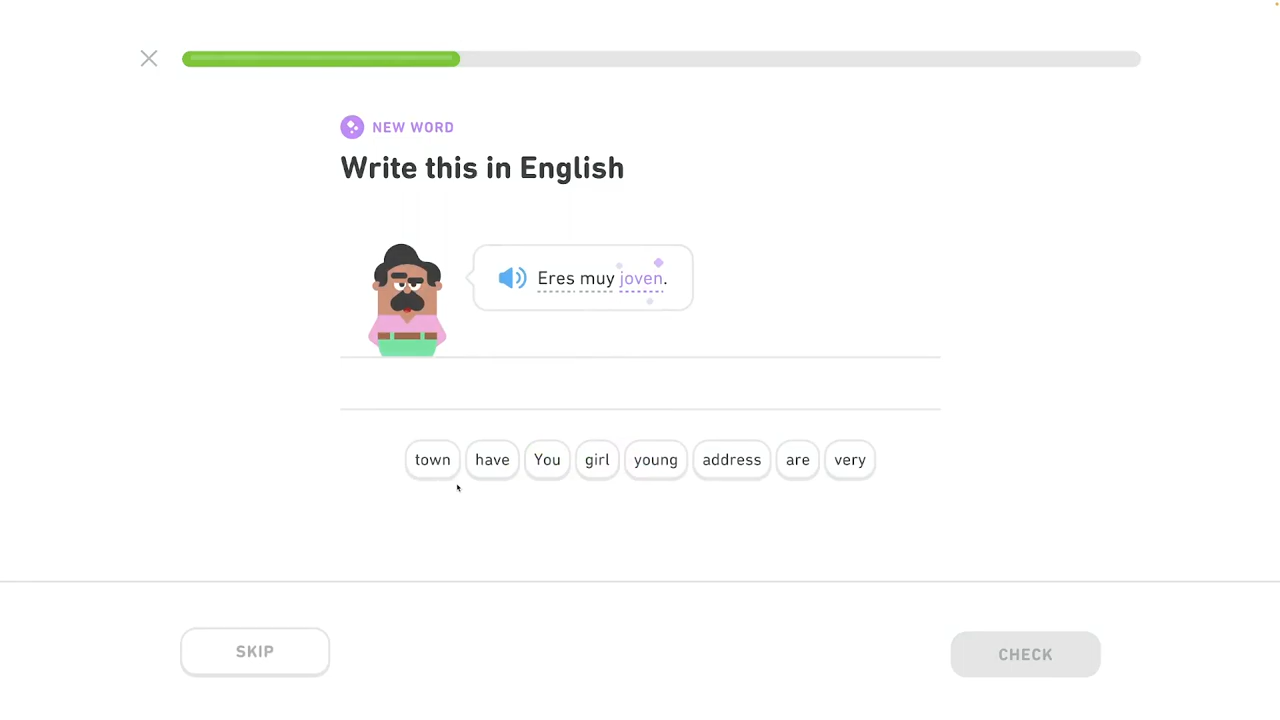 NEW WORD
Write this in English
Eres muy joven.
town have You girl young address are very
SKIP
CHECK